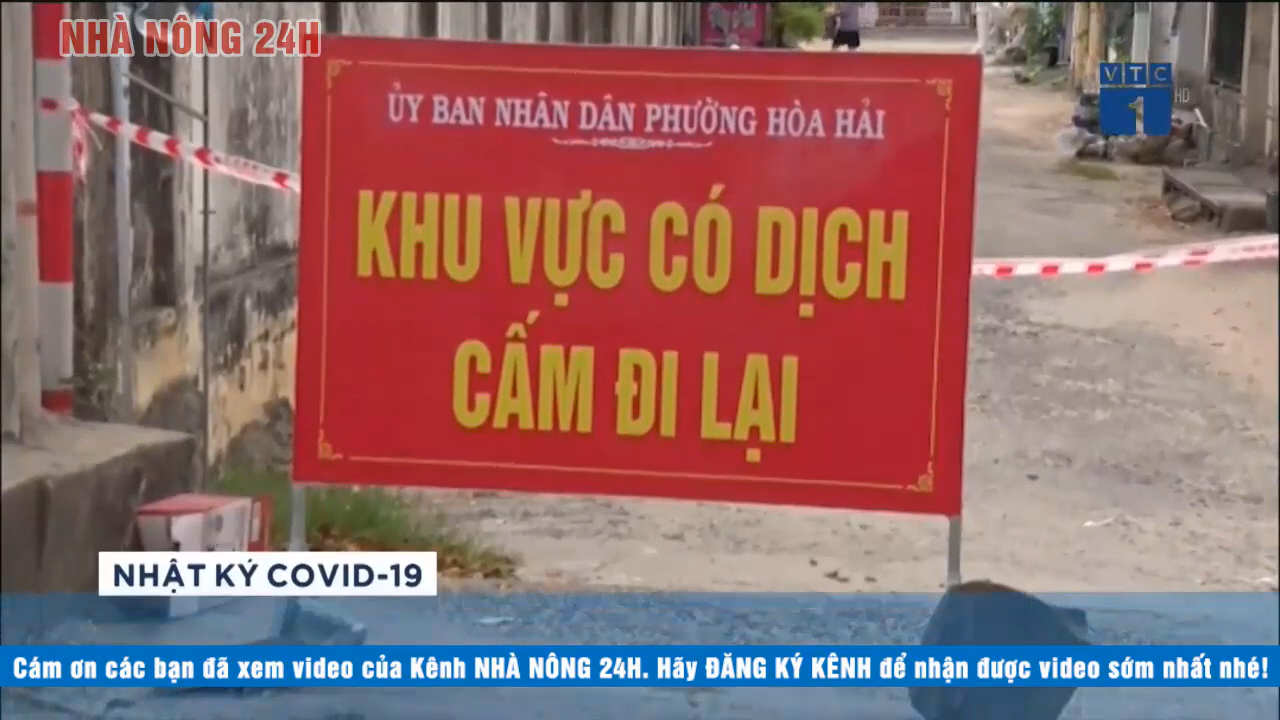 NHÀ NÔNG 24H
VTC
1
HD
ỦY BAN NHÂN DÂN PHƯỜNG HÒA HẢI
KHU VỰC CÓ DỊCH
CẤM ĐI LẠI
NHẬT KÝ COVID-19
Cám ơn các bạn đã xem video của Kênh NHÀ NÔNG 24H. Hãy ĐĂNG KÝ KÊNH để nhận được video sớm nhất nhé!